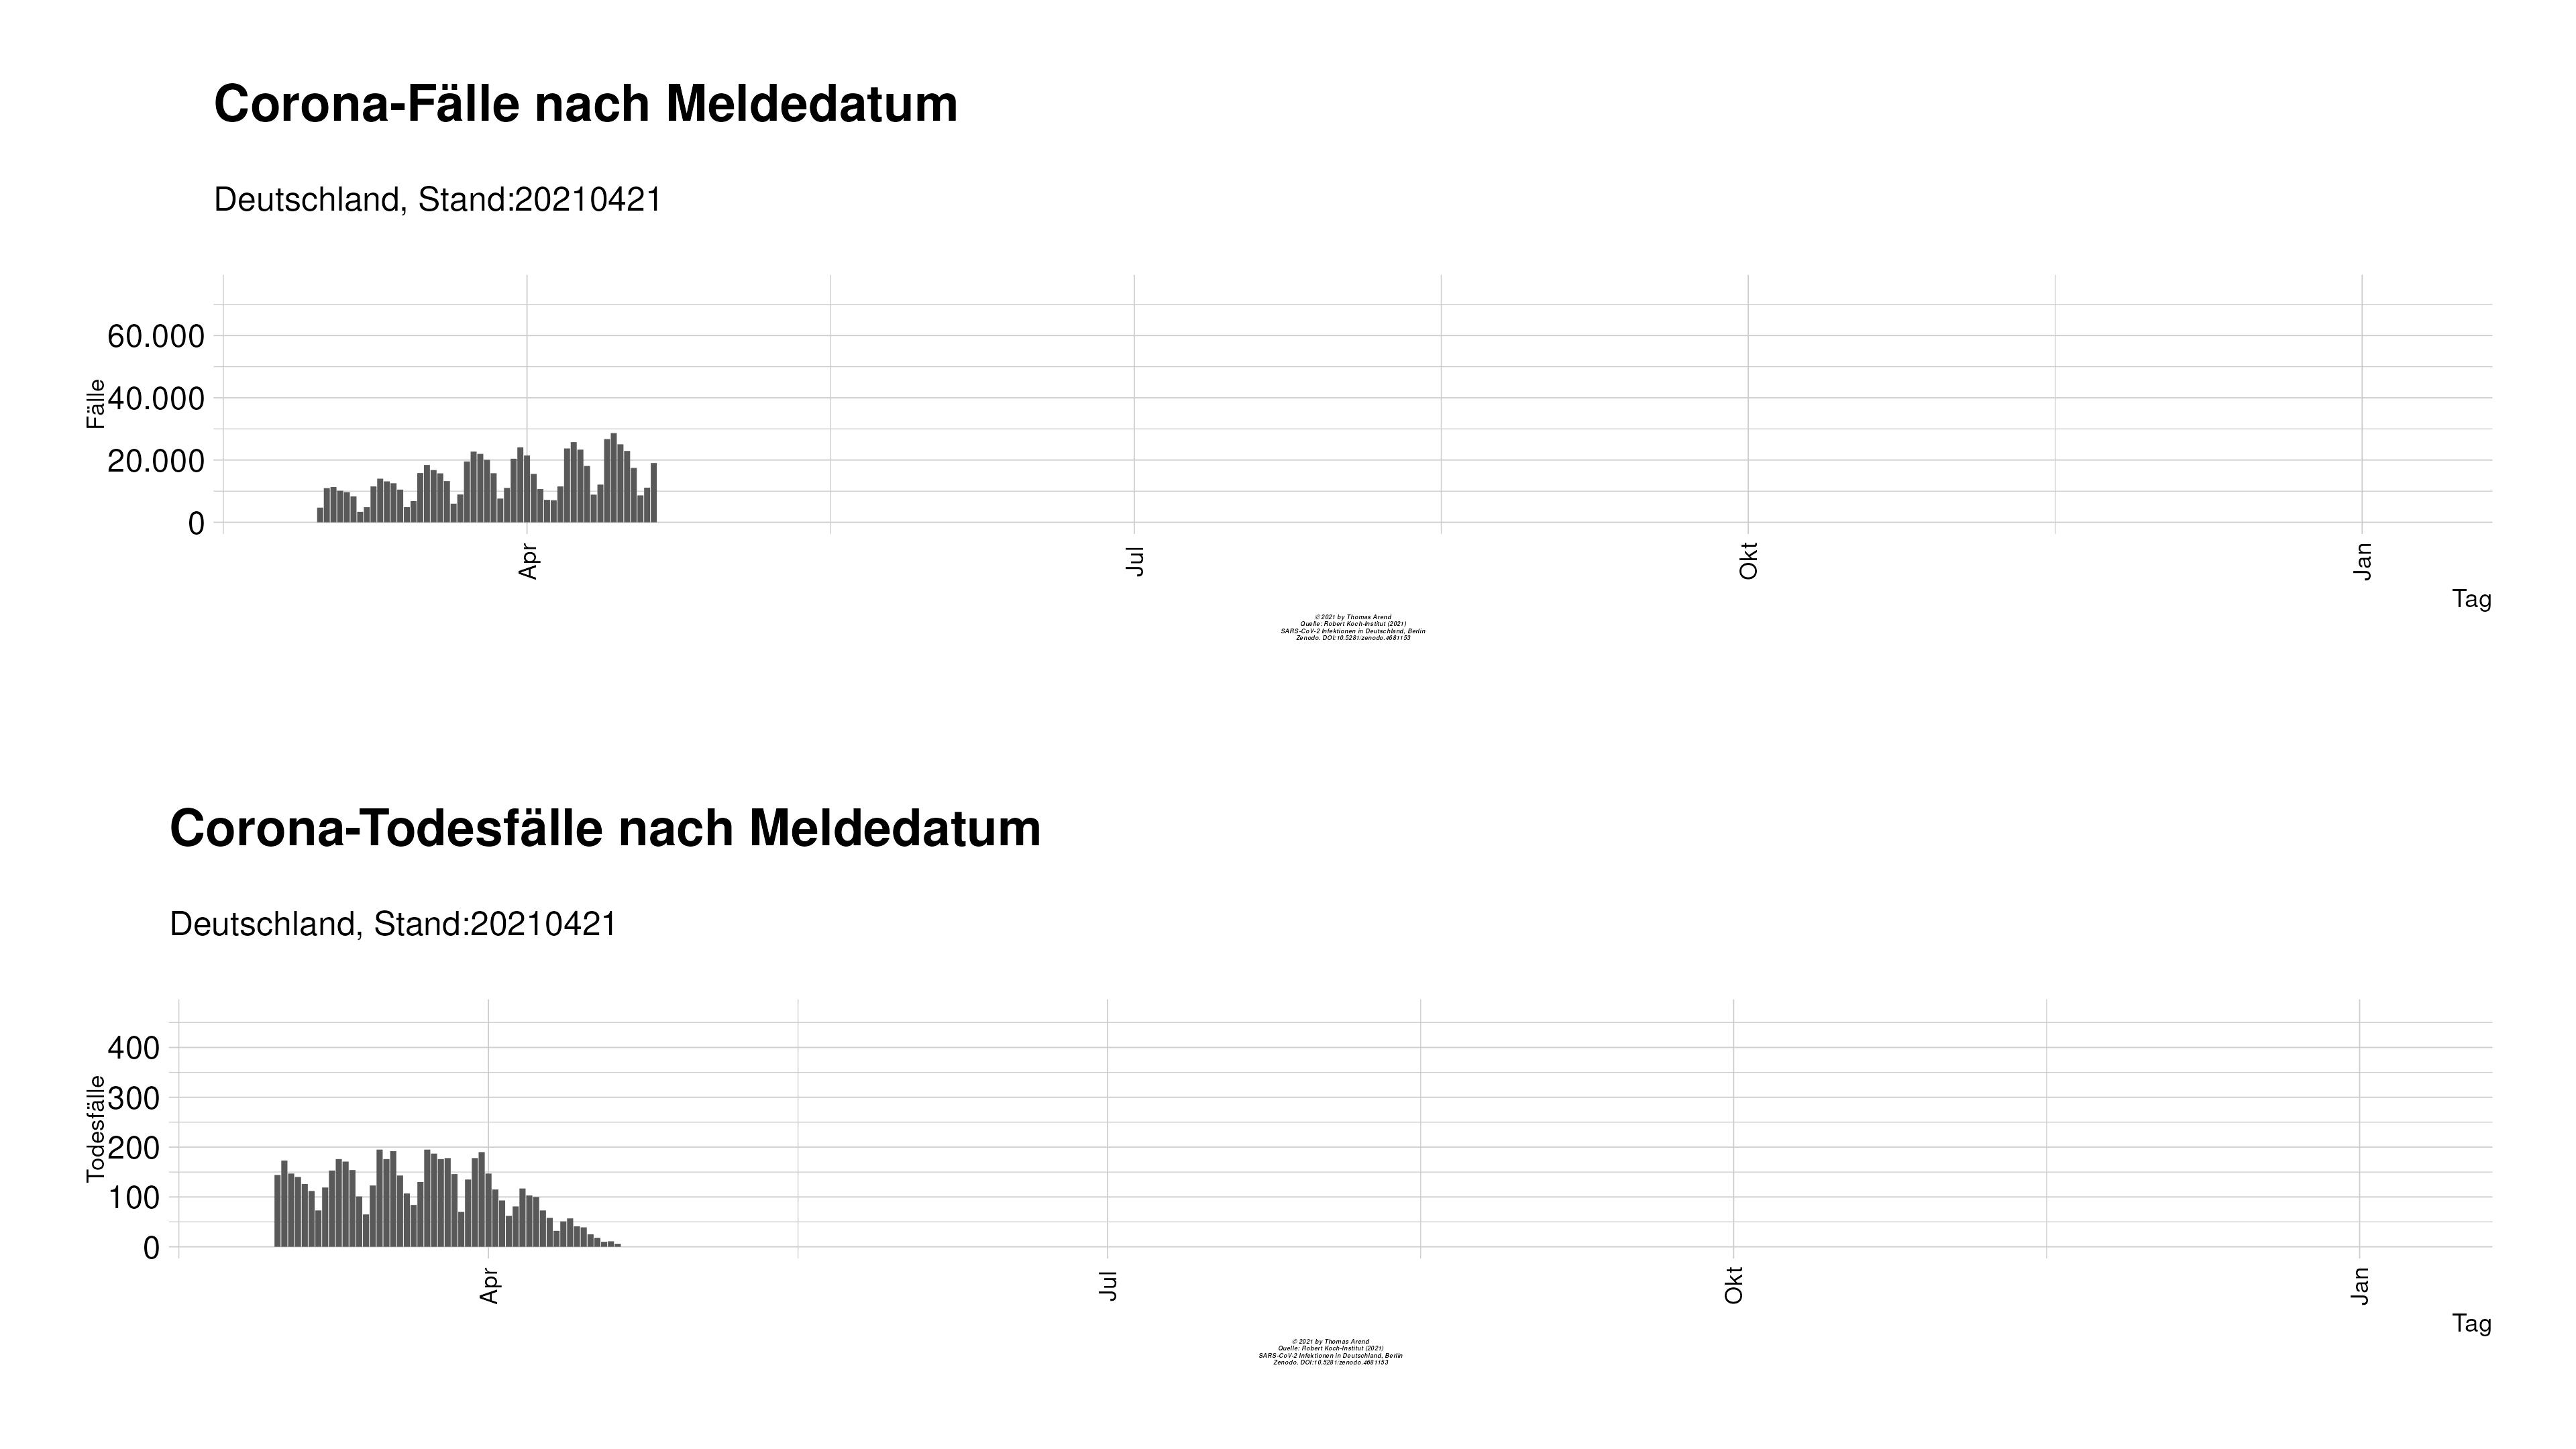 Corona-Fälle nach Meldedatum
Deutschland, Stand:20210421
60.000
40.000
20.000
0
Fälle
Apr
Jul
Okt
Jan
Tag
© 2021 by Thomas Arend
Quelle: Robert Koch-Institut (2021)
SARS-CoV-2 Infektionen in Deutschland, Berlin
Zenodo. DOI:10.5281/zenodo.4681153
Corona-Todesfälle nach Meldedatum
Deutschland, Stand:20210421
400
300
200
100
0
Todesfälle
Apr
Jul
Okt
Jan
Tag
© 2021 by Thomas Arend
Quelle: Robert Koch-Institut (2021)
SARS-CoV-2 Infektionen in Deutschland, Berlin
Zenodo. DOI:10.5281/zenodo.4681153